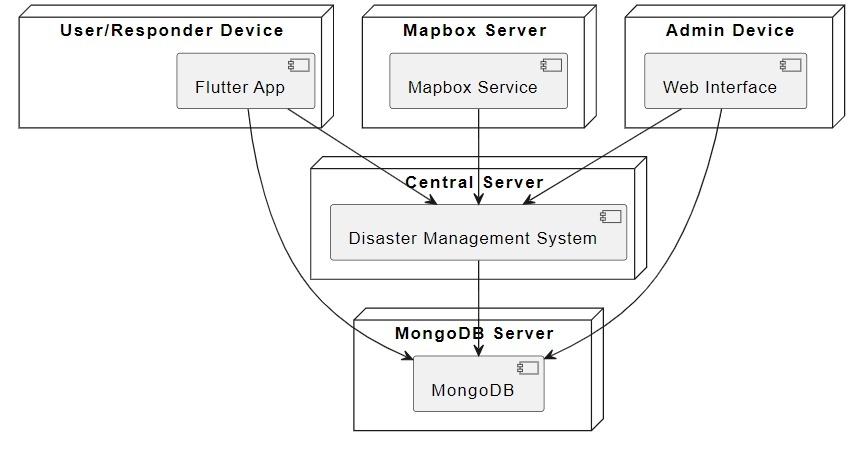 User/Responder Device
Flutter App
Mapbox Server
Mapbox Service
Admin Device
Web Interface
Central Server
Disaster Management System
MongoDB Server
MongoDB